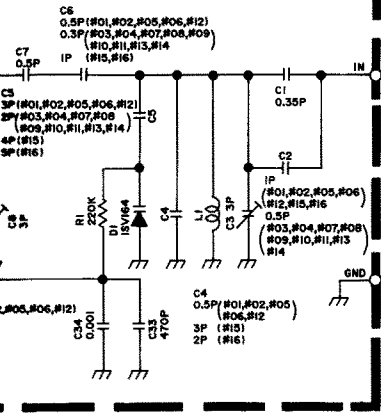 C6
0.5P(#01,#02,#05,#06,#12)
0.3P(#03,#04,#07,#08,#09
#10,#11,#13,#14)
1P (#15,#16)
C7
0.5P
IN
C5
3P(#01,#02,#05,#06,#12)
2P(#03,#04,#07,#08
#09,#10,#11,#13,#14)
4P(#15)
5P(#16)
C5
C1
0.35P
C2
1P
(#01,#02,#05,#06
#12,#15,#16)
0.5P
(#03,#04,#07,#08
#09,#10,#11,#13
#14)
C8
3P
R1
220K
D1
1SV164
C4
L1
C3 3P
GND
C4
0.5P(#01,#02,#05
#06,#12)
3P (#15)
2P (#16)
#05,#06,#12)
C34
0.001
C33
470P